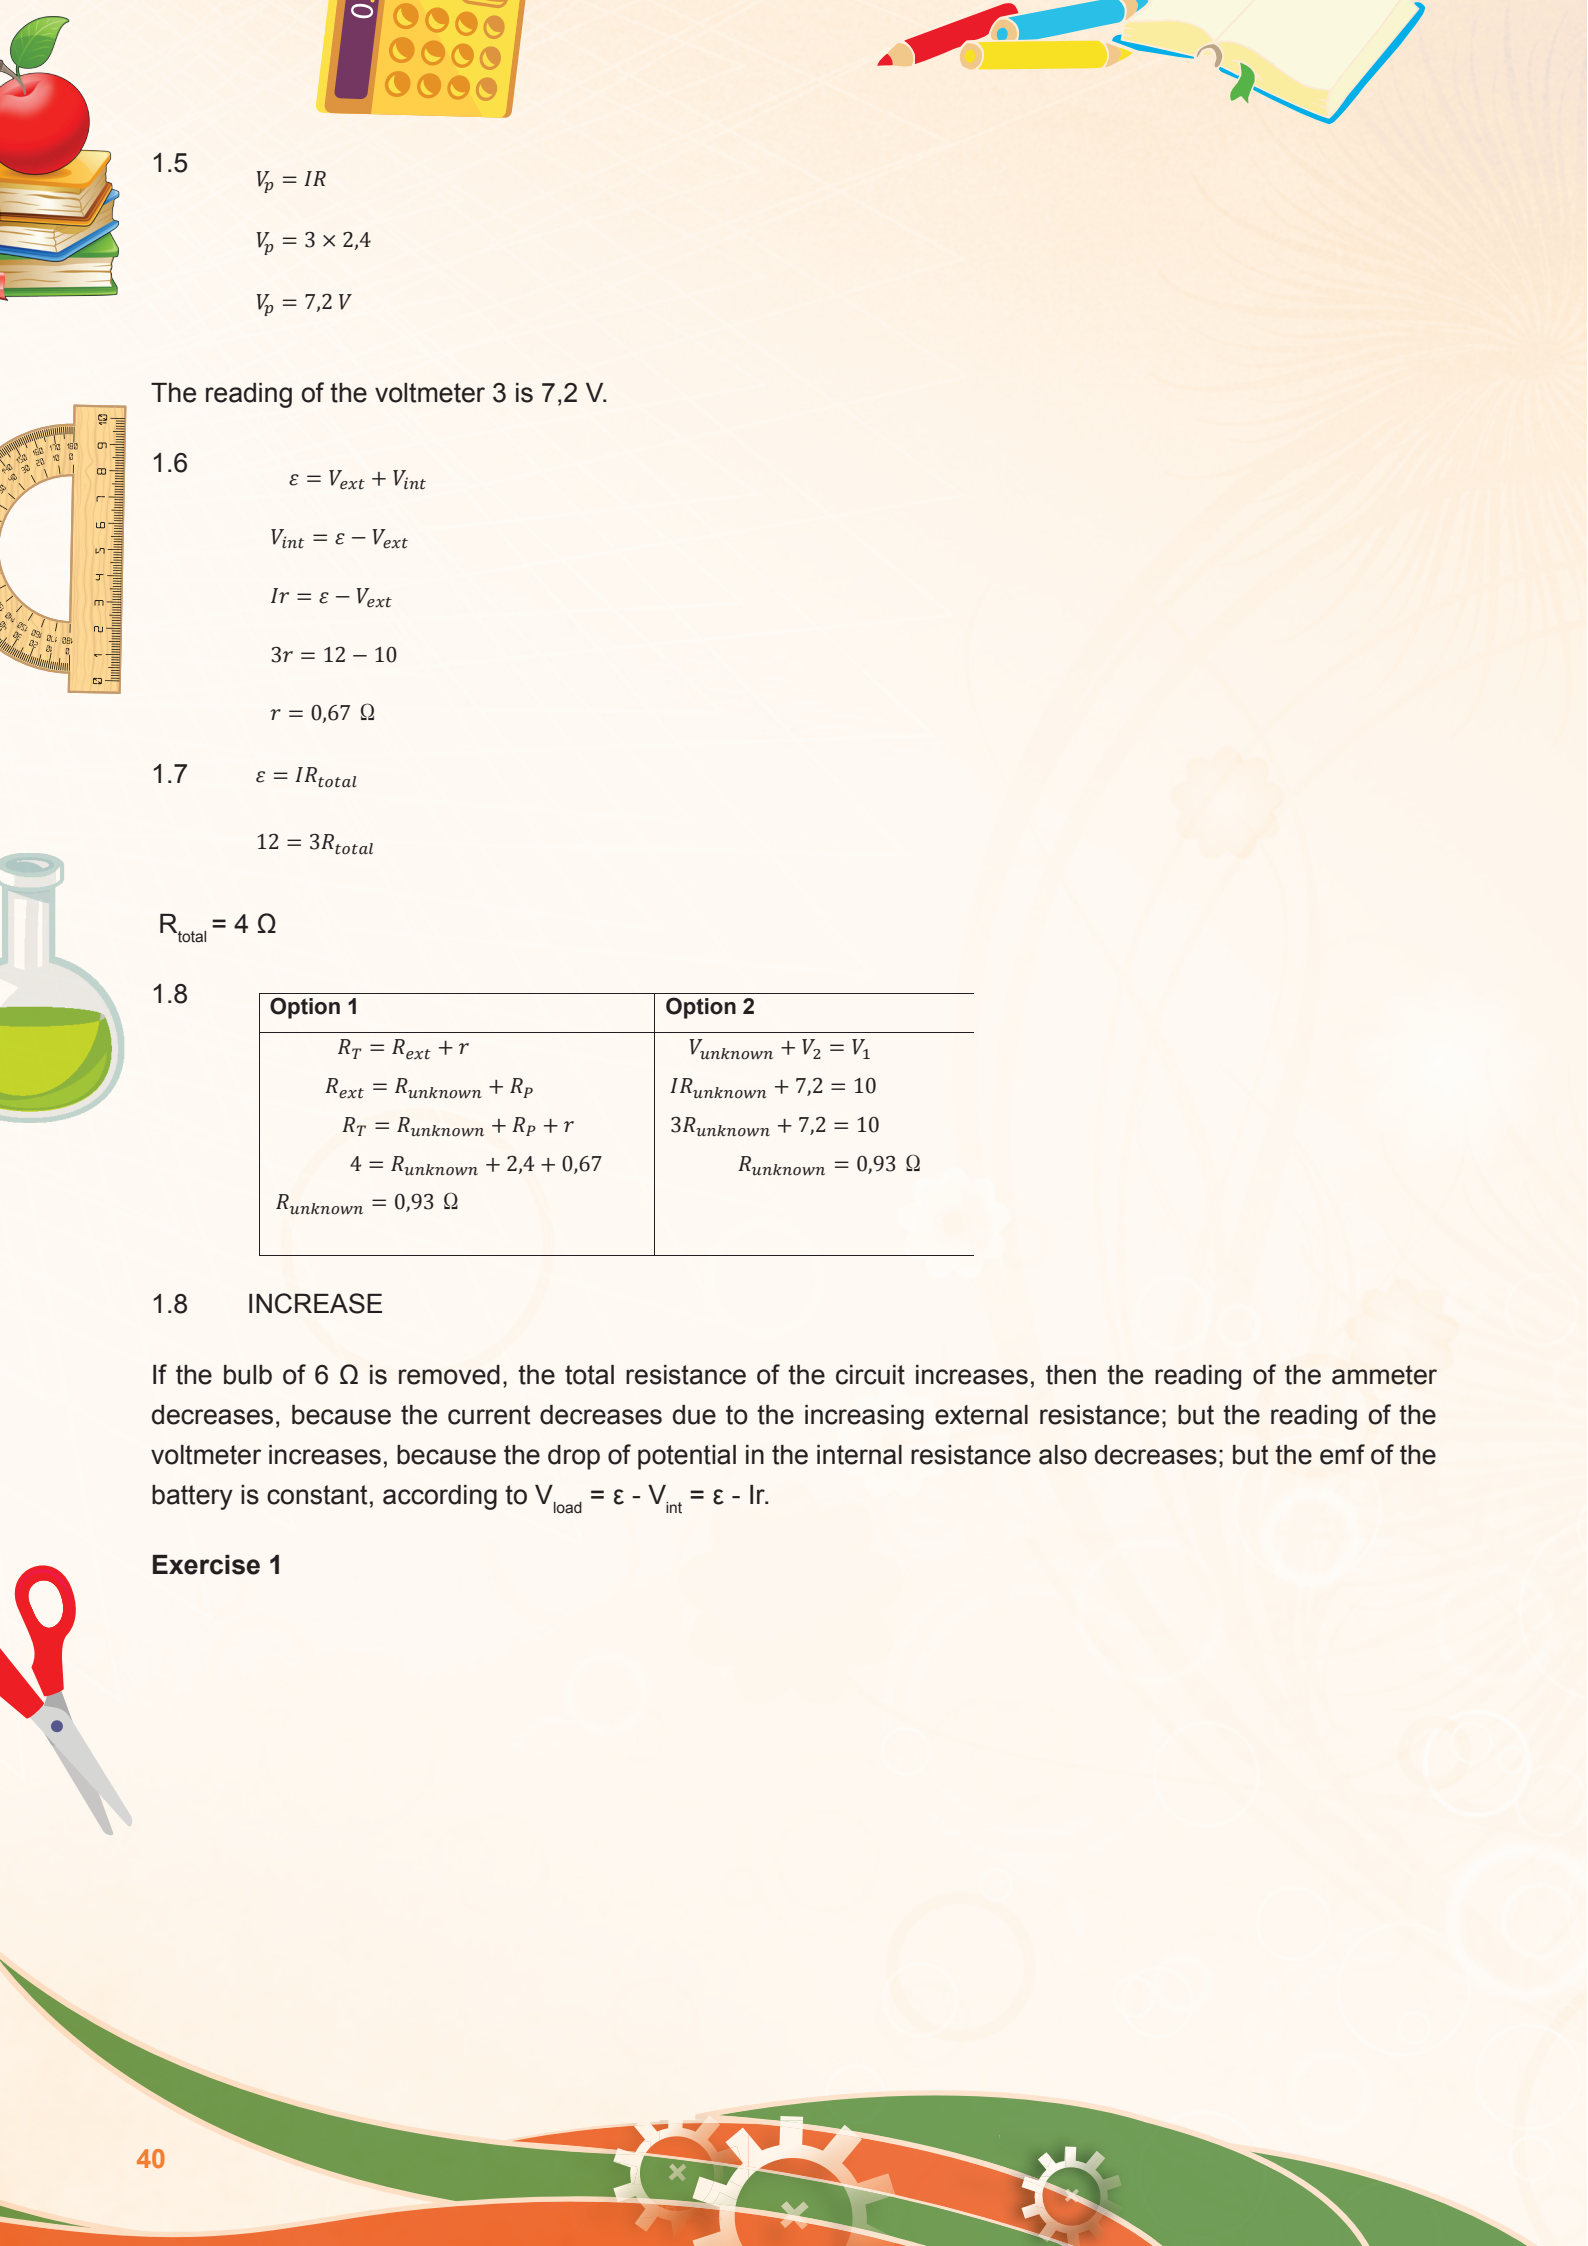 1.5
Vₚ = IR
Vₚ = 3 × 2,4
Vₚ = 7,2 V
The reading of the voltmeter 3 is 7,2 V.
1.6
ε = V_ext + V_int
V_int = ε − V_ext
Ir = ε − V_ext
3r = 12 − 10
r = 0,67 Ω
1.7 ε = IR_total
12 = 3R_total
R_total = 4 Ω
1.8
Option 1
R_T = R_ext + r
R_ext = R_unknown + R_P
R_T = R_unknown + R_P + r
4 = R_unknown + 2,4 + 0,67
R_unknown = 0,93 Ω
Option 2
V_unknown + V₂ = V₁
IR_unknown + 7,2 = 10
3R_unknown + 7,2 = 10
R_unknown = 0,93 Ω
1.8 INCREASE
If the bulb of 6 Ω is removed, the total resistance of the circuit increases, then the reading of the ammeter
decreases, because the current decreases due to the increasing external resistance; but the reading of the
voltmeter increases, because the drop of potential in the internal resistance also decreases; but the emf of the
battery is constant, according to V_load = ε - V_int = ε - Ir.
Exercise 1
40